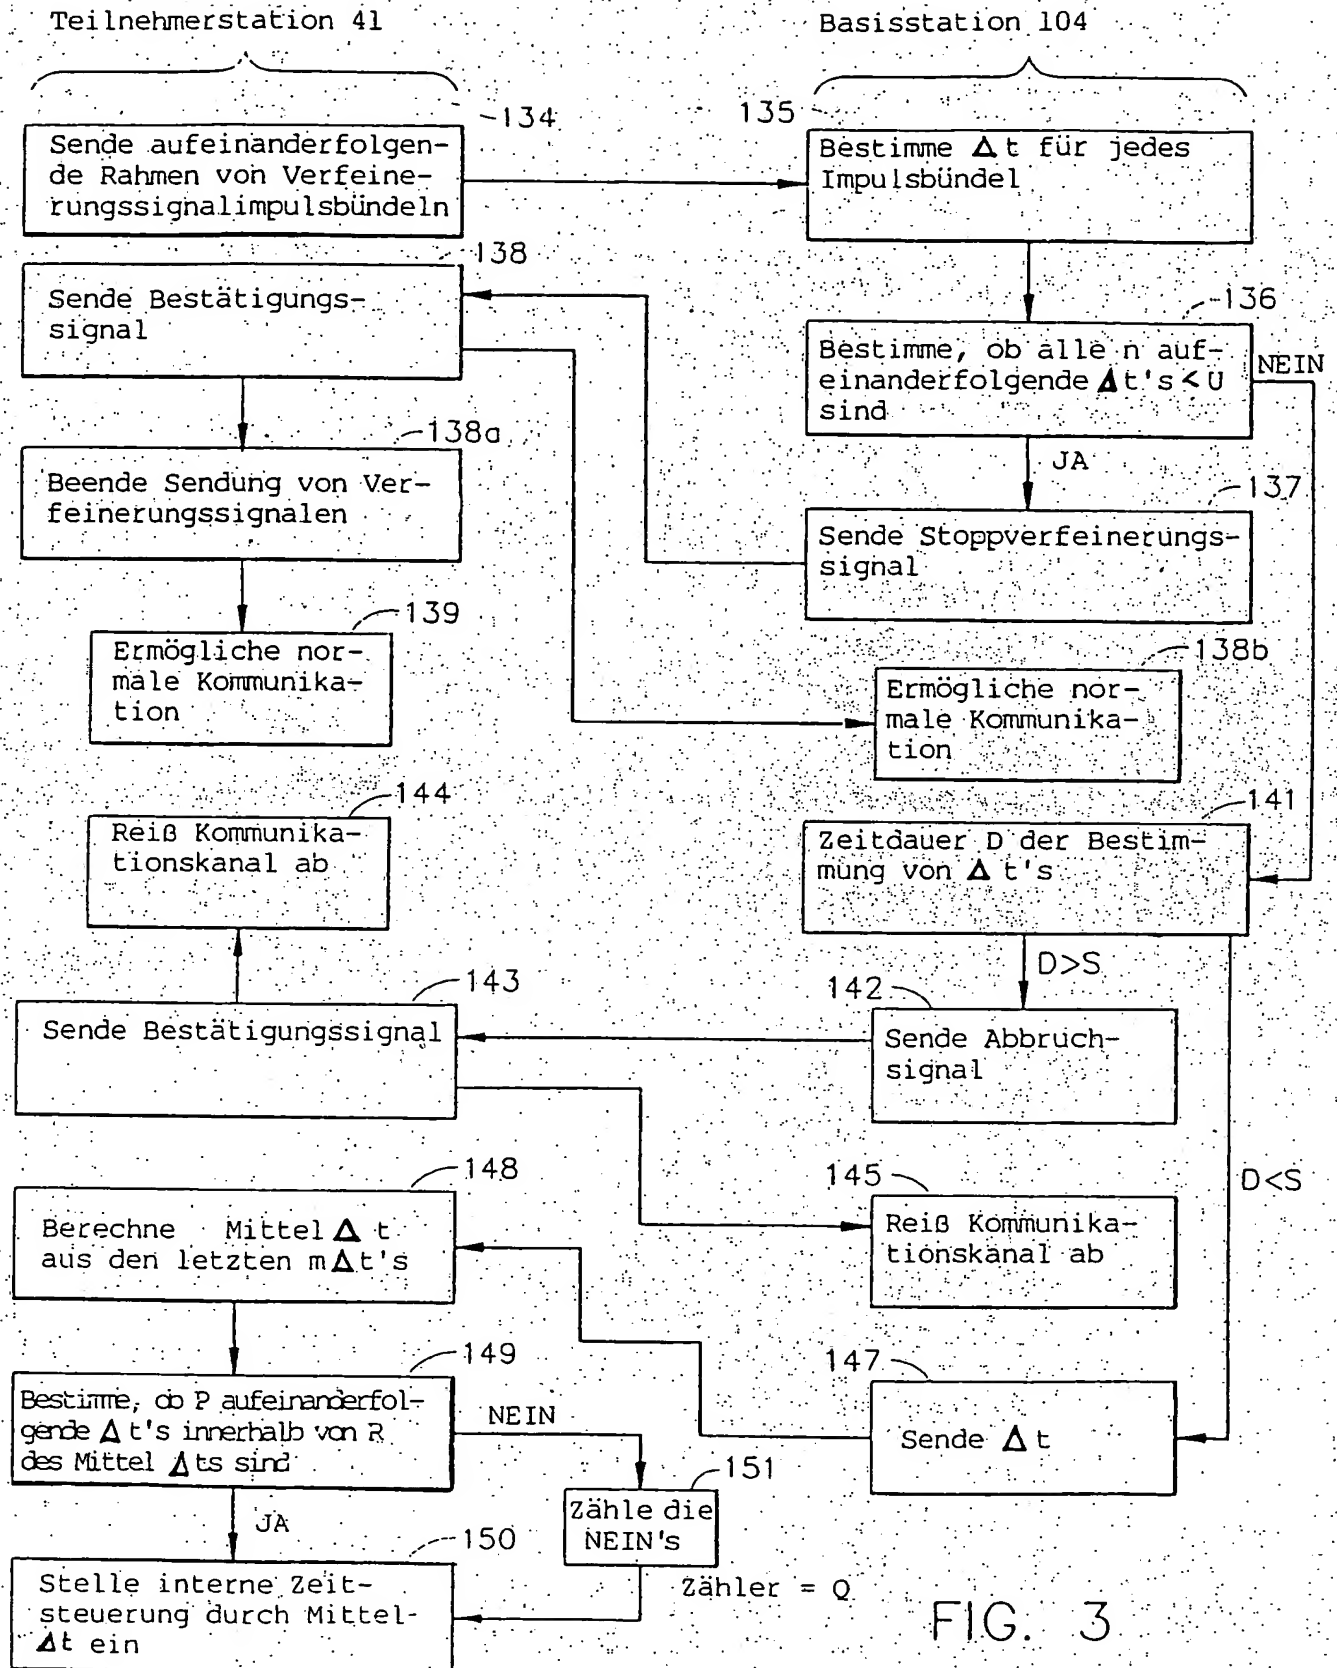 Teilnehmerstation 41
Basisstation 104
134
Sende aufeinanderfolgen-
de Rahmen von Verfeine-
rungssignalimpulsbündeln
135
Bestimme Δt für jedes
Impulsbündel
138
Sende Bestätigungs-
signal
136
Bestimme, ob alle n auf-
einanderfolgende Δt's < U
sind
NEIN
JA
138a
Beende Sendung von Ver-
feinerungssignalen
137
Sende Stoppverfeinerungs-
signal
139
Ermögliche nor-
male Kommunika-
tion
138b
Ermögliche nor-
male Kommunika-
tion
144
Reiß Kommunika-
tionskanal ab
141
Zeitdauer D der Bestim-
mung von Δt's
D>S
D<S
143
Sende Bestätigungssignal
142
Sende Abbruch-
signal
148
Berechne Mittel Δt
aus den letzten mΔt's
145
Reiß Kommunika-
tionskanal ab
149
Bestimme, ob P aufeinanderfol-
gende Δt's innerhalb von R
des Mittel Δts sind
NEIN
JA
147
Sende Δt
151
Zähle die
NEIN's
Zähler = Q
150
Stelle interne Zeit-
steuerung durch Mittel-
Δt ein
FIG. 3